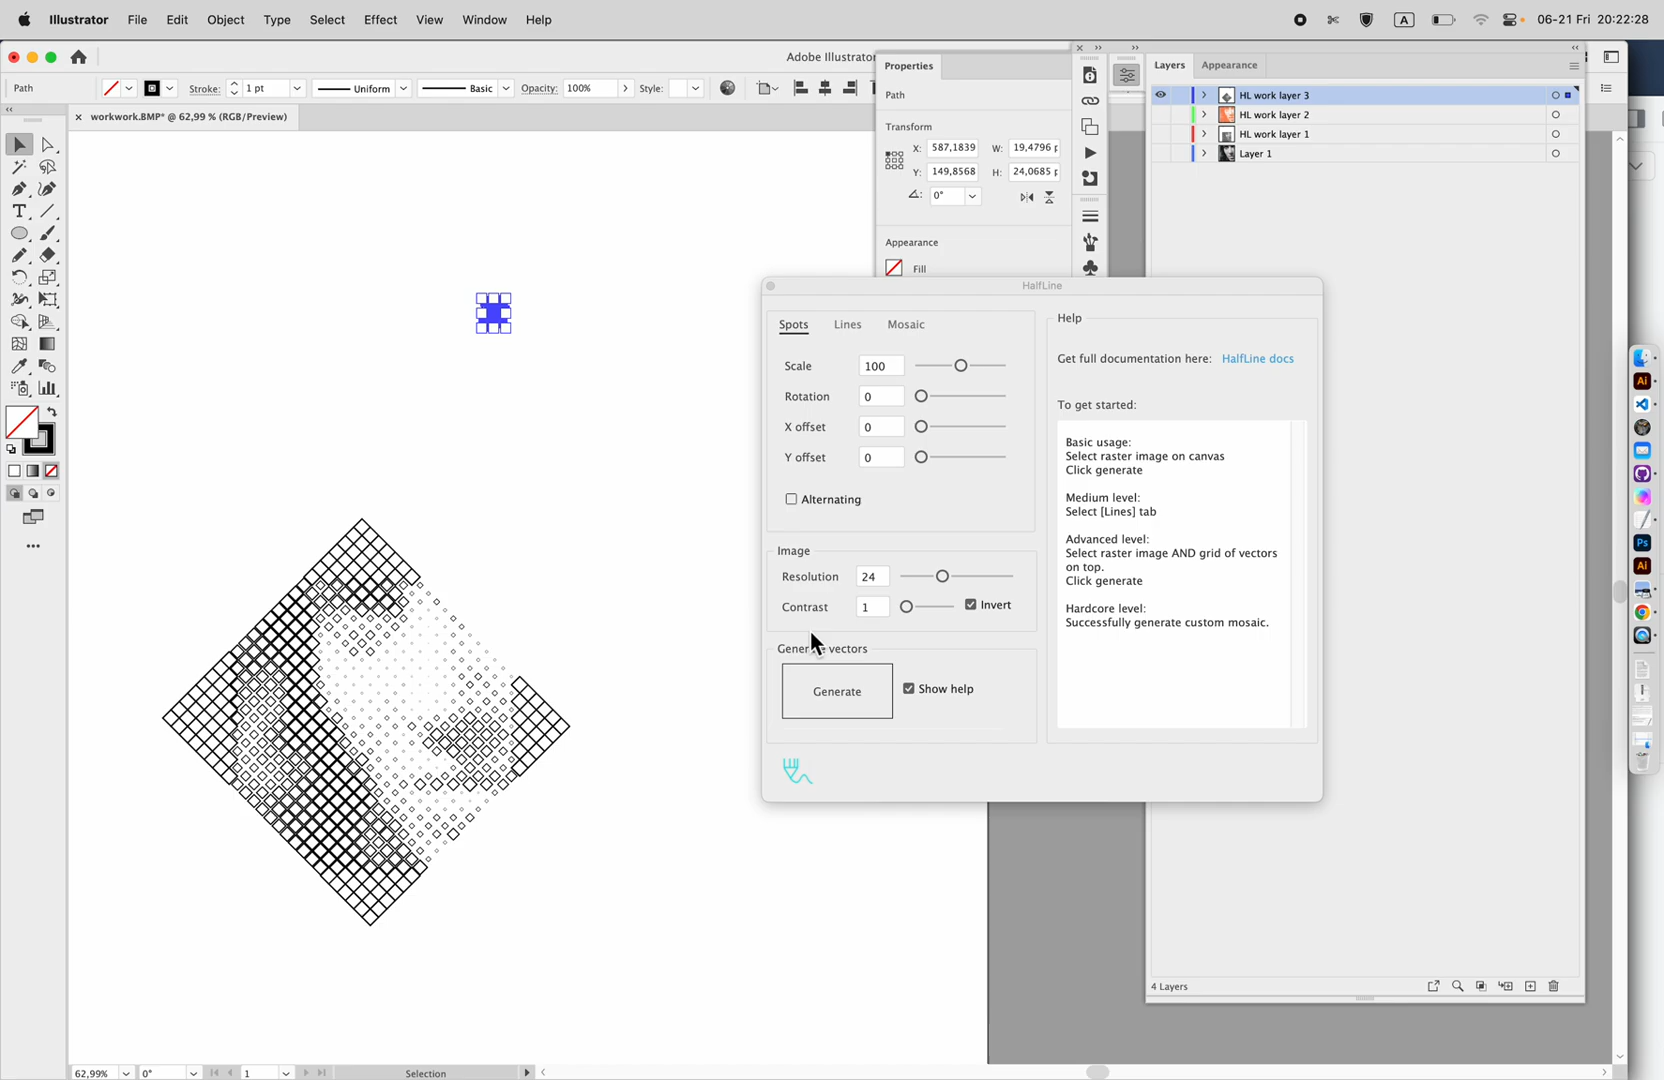 Illustrator File Edit Object Type Select Effect View Window Help
A
06-21 Fri 20:22:28
Adobe Illustrator
Path
Stroke:
1 pt
Uniform
Basic
Opacity:
100%
Style:
× workwork.BMP* @ 62,99 % (RGB/Preview)
Properties
Path
Transform
X: 587,1839 W: 19,4796
Y: 149,8568 H: 24,0685
0°
Appearance
Fill
Layers Appearance
HL work layer 3
HL work layer 2
HL work layer 1
Layer 1
4 Layers
HalfLine
Spots Lines Mosaic
Scale 100
Rotation 0
X offset 0
Y offset 0
Alternating
Image
Resolution 24
Contrast 1
Invert
vectors
Generate
Show help
Help
Get full documentation here: HalfLine docs
To get started:
Basic usage:
Select raster image on canvas
Click generate
Medium level:
Select [Lines] tab
Advanced level:
Select raster image AND grid of vectors
on top.
Click generate
Hardcore level:
Successfully generate custom mosaic.
Ai
Ps
Ai
62,99% 0° 1 Selection